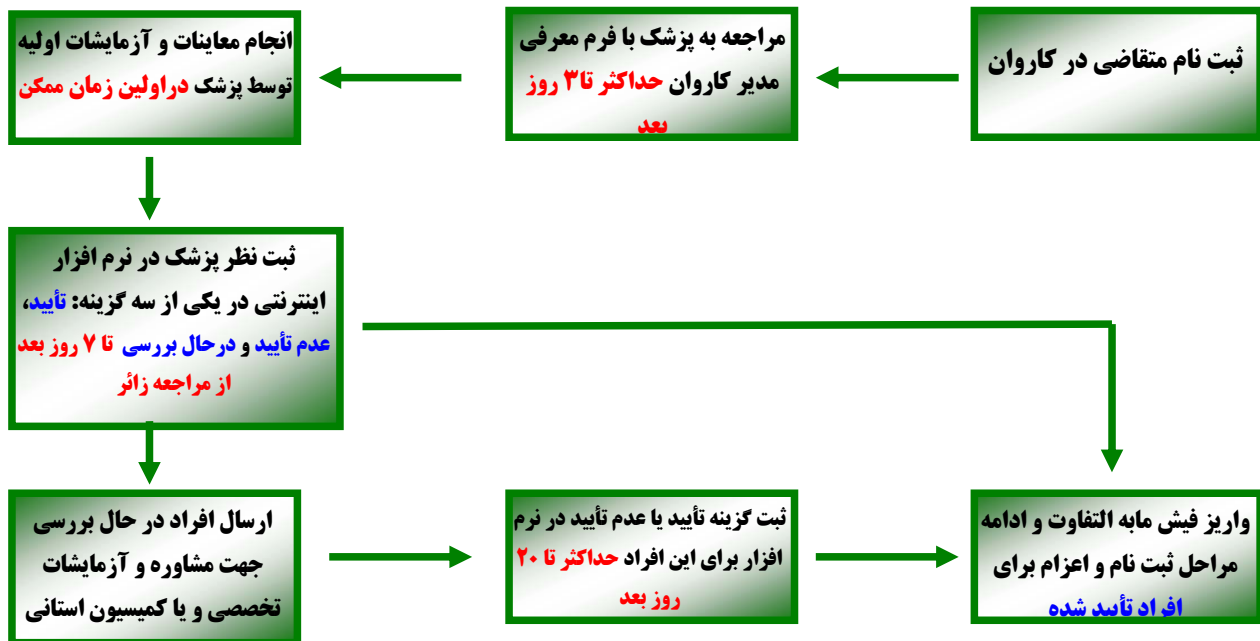 ثبت نام متقاضی در کاروان
مراجعه به پزشک با فرم معرفی
مدیر کاروان حداکثر تا۳ روز
بعد
انجام معاینات و آزمایشات اولیه
توسط پزشک دراولین زمان ممکن
ثبت نظر پزشک در نرم افزار
اینترنتی در یکی از سه گزینه: تأیید،
عدم تأیید و درحال بررسی تا ۷ روز بعد
از مراجعه زائر
ارسال افراد در حال بررسی
جهت مشاوره و آزمایشات
تخصصی و یا کمیسیون استانی
ثبت گزینه تأیید یا عدم تأیید در نرم
افزار برای این افراد حداکثر تا ۲۰
روز بعد
واریز فیش مابه التفاوت و ادامه
مراحل ثبت نام و اعزام برای
افراد تأیید شده